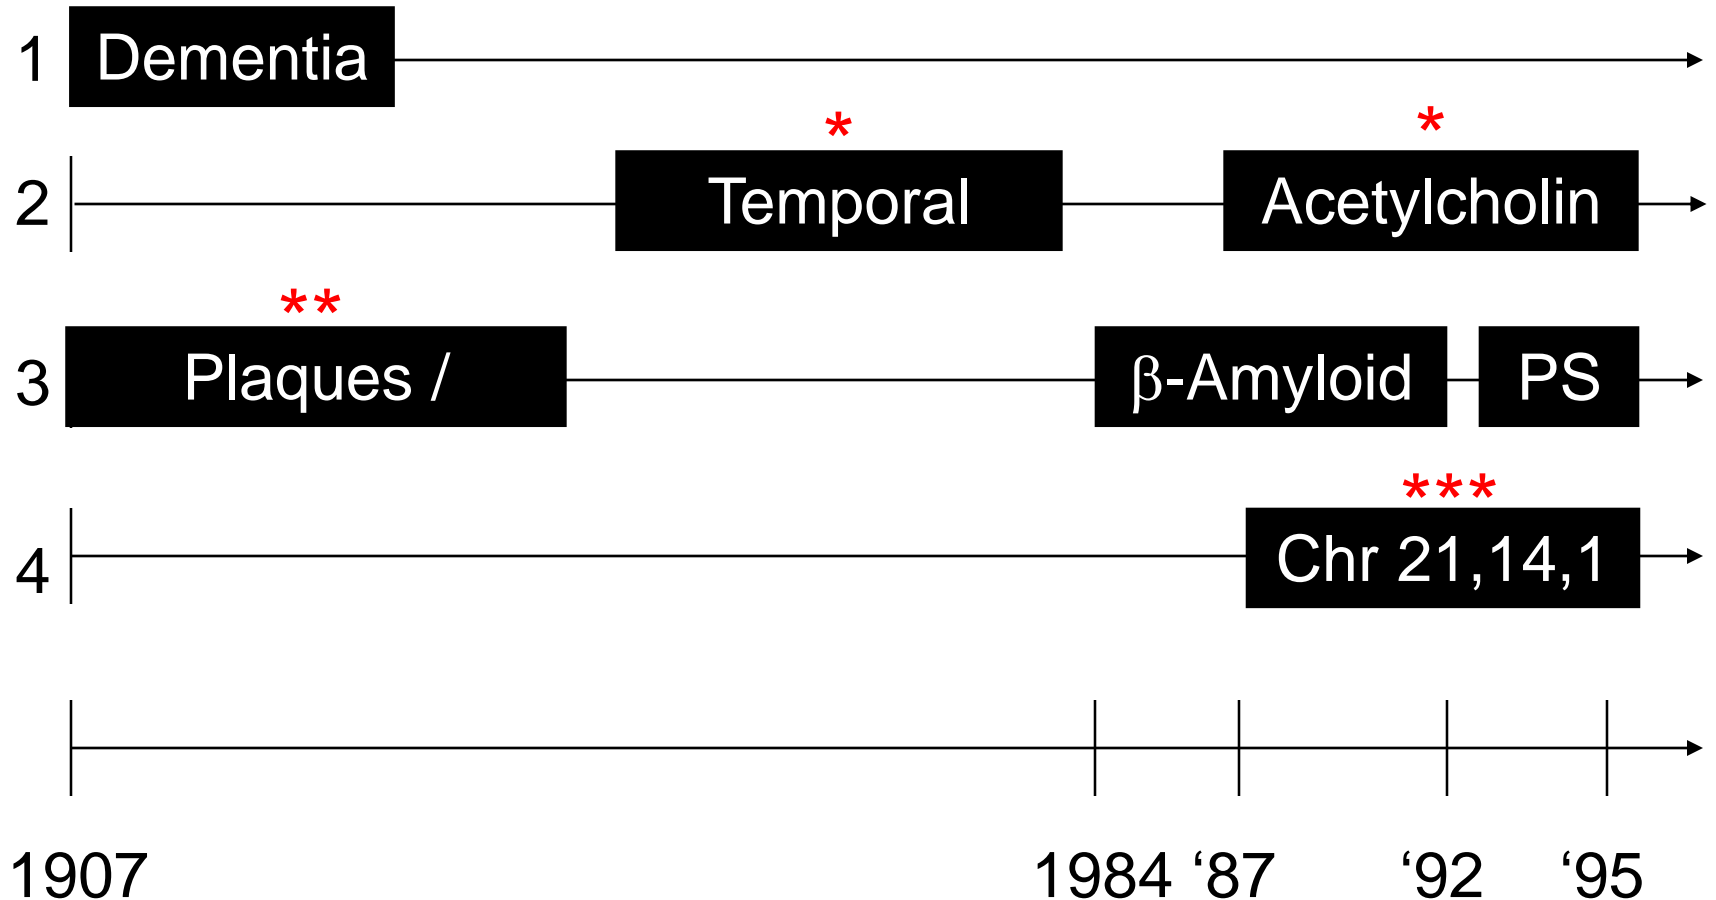 1 Dementia
* *
2 Temporal Acetylcholin
**
3 Plaques / β-Amyloid PS
***
4 Chr 21,14,1
1907 1984 ‘87 ‘92 ‘95